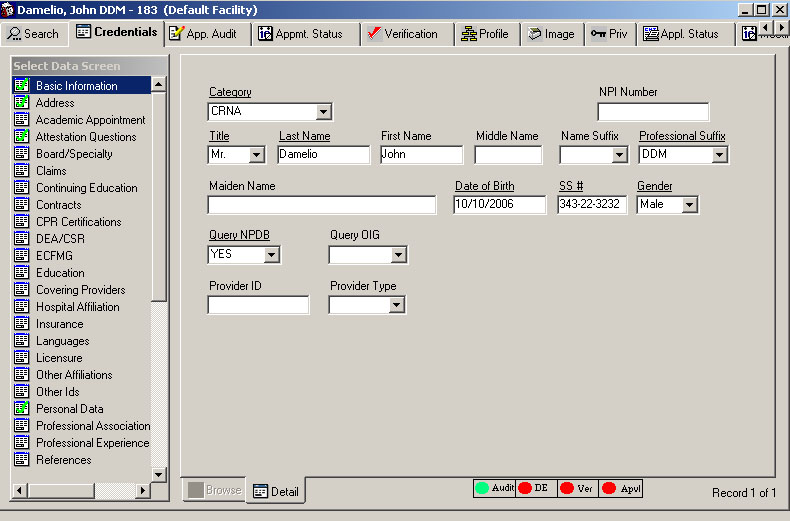 Damelio, John DDM - 183 (Default Facility)
Search Credentials App. Audit Appmt. Status Verification Profile Image Priv Appl. Status
Select Data Screen
Basic Information
Address
Academic Appointment
Attestation Questions
Board/Specialty
Claims
Continuing Education
Contracts
CPR Certifications
DEA/CSR
ECFMG
Education
Covering Providers
Hospital Affiliation
Insurance
Languages
Licensure
Other Affiliations
Other Ids
Personal Data
Professional Association
Professional Experience
References
Category NPI Number
CRNA
Title Last Name First Name Middle Name Name Suffix Professional Suffix
Mr. Damelio John DDM
Maiden Name Date of Birth SS # Gender
10/10/2006 343-22-3232 Male
Query NPDB Query OIG
YES
Provider ID Provider Type
Browse Detail Audit DE Ver Apvl Record 1 of 1